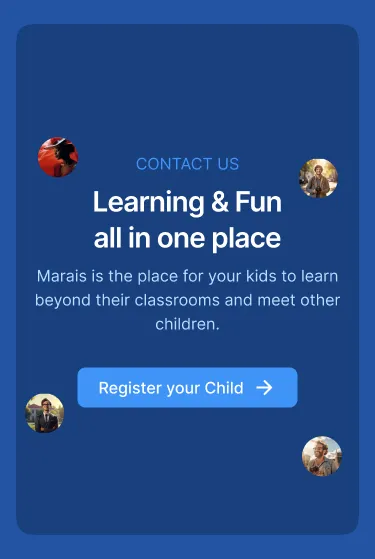 CONTACT US
Learning & Fun
all in one place
Marais is the place for your kids to learn
beyond their classrooms and meet other
children.
Register your Child